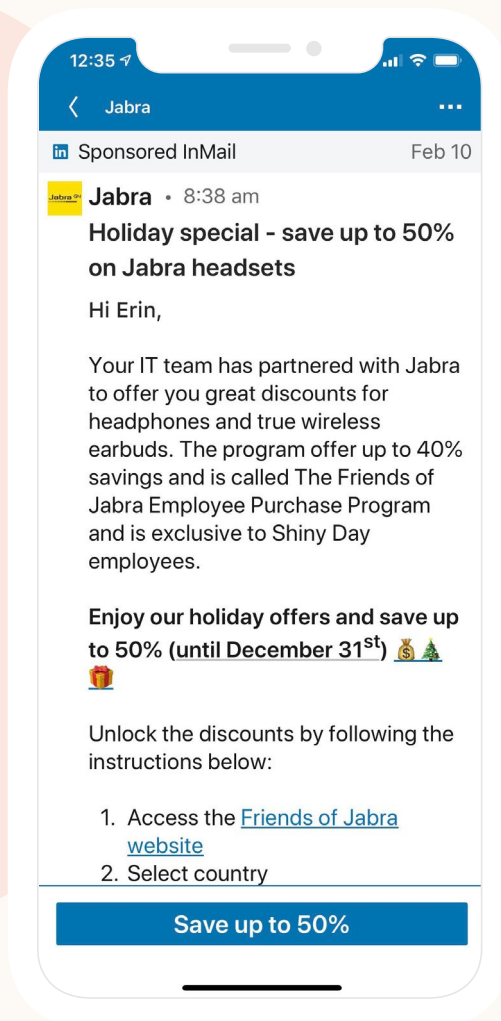 12:35
Jabra
in Sponsored InMail Feb 10
Jabra GN Jabra • 8:38 am
Holiday special - save up to 50%
on Jabra headsets
Hi Erin,
Your IT team has partnered with Jabra
to offer you great discounts for
headphones and true wireless
earbuds. The program offer up to 40%
savings and is called The Friends of
Jabra Employee Purchase Program
and is exclusive to Shiny Day
employees.
Enjoy our holiday offers and save up
to 50% (until December 31st) 💰🎄
🎁
Unlock the discounts by following the
instructions below:
1. Access the Friends of Jabra
website
2. Select country
Save up to 50%